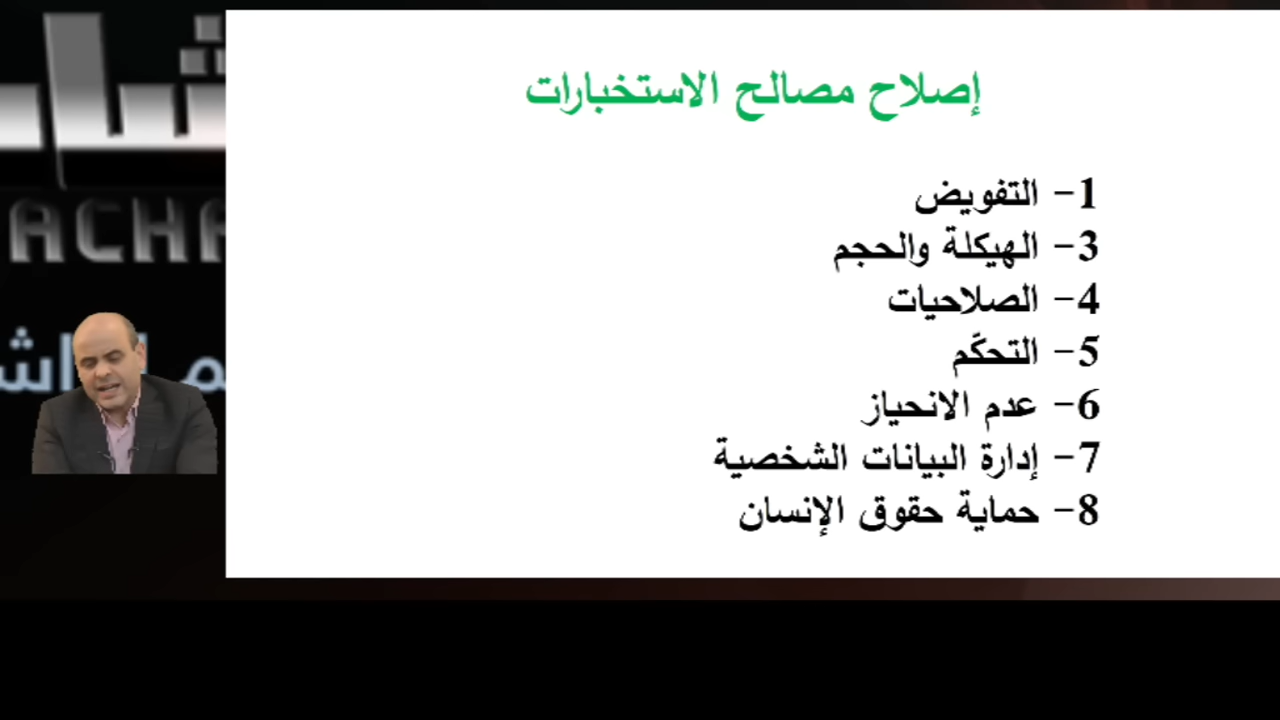 إصلاح مصالح الاستخبارات
1- التفويض
3- الهيكلة والحجم
4- الصلاحيات
5- التحكّم
6- عدم الانحياز
7- إدارة البيانات الشخصية
8- حماية حقوق الإنسان